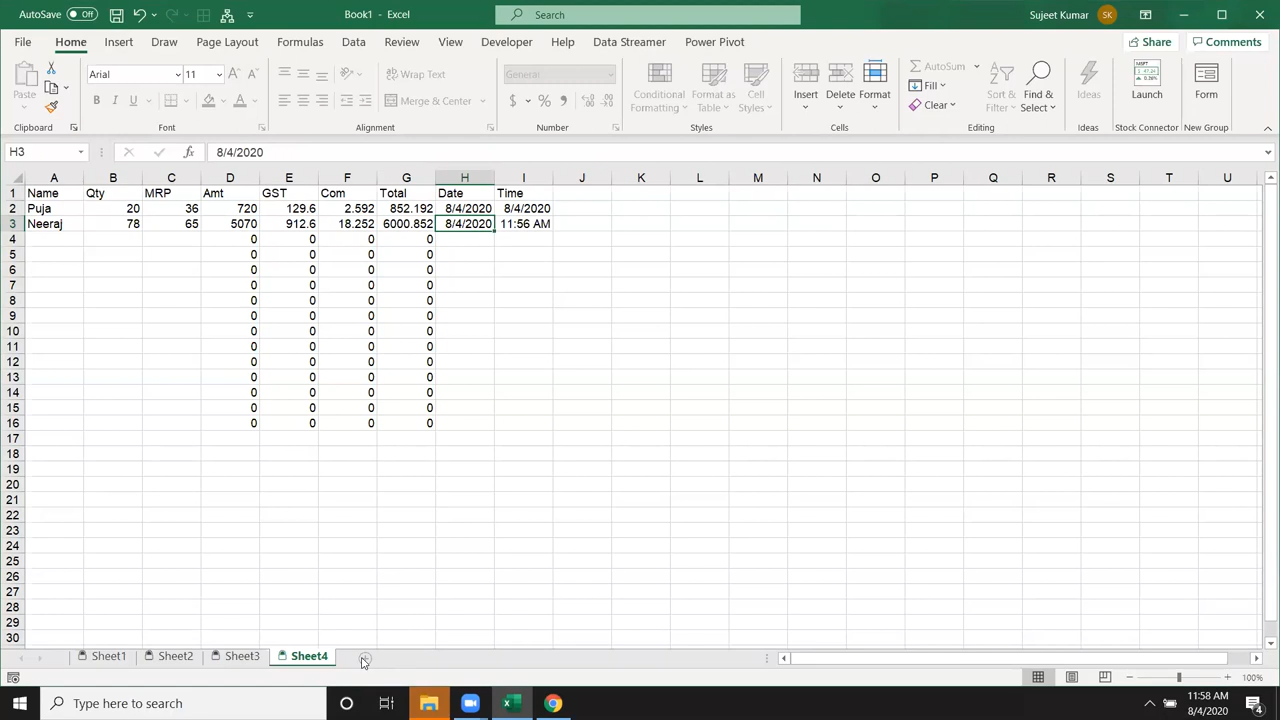 AutoSave Off Book1 - Excel Search Sujeet Kumar SK
File Home Insert Draw Page Layout Formulas Data Review View Developer Help Data Streamer Power Pivot Share Comments
Paste Arial 11 Wrap Text General Conditional Formatting Format as Table Cell Styles Insert Delete Format AutoSum Fill Clear Sort & Filter Find & Select Ideas Launch Form
B I U Merge & Center $ %
Clipboard Font Alignment Number Styles Cells Editing Ideas Stock Connector New Group
H3 fx 8/4/2020
A B C D E F G H I J K L M N O P Q R S T U
1 Name Qty MRP Amt GST Com Total Date Time
2 Puja 20 36 720 129.6 2.592 852.192 8/4/2020 8/4/2020
3 Neeraj 78 65 5070 912.6 18.252 6000.852 8/4/2020 11:56 AM
4 0 0 0 0
5 0 0 0 0
6 0 0 0 0
7 0 0 0 0
8 0 0 0 0
9 0 0 0 0
10 0 0 0 0
11 0 0 0 0
12 0 0 0 0
13 0 0 0 0
14 0 0 0 0
15 0 0 0 0
16 0 0 0 0
17
18
19
20
21
22
23
24
25
26
27
28
29
30
Sheet1 Sheet2 Sheet3 Sheet4
100%
Type here to search 11:58 AM
8/4/2020 4